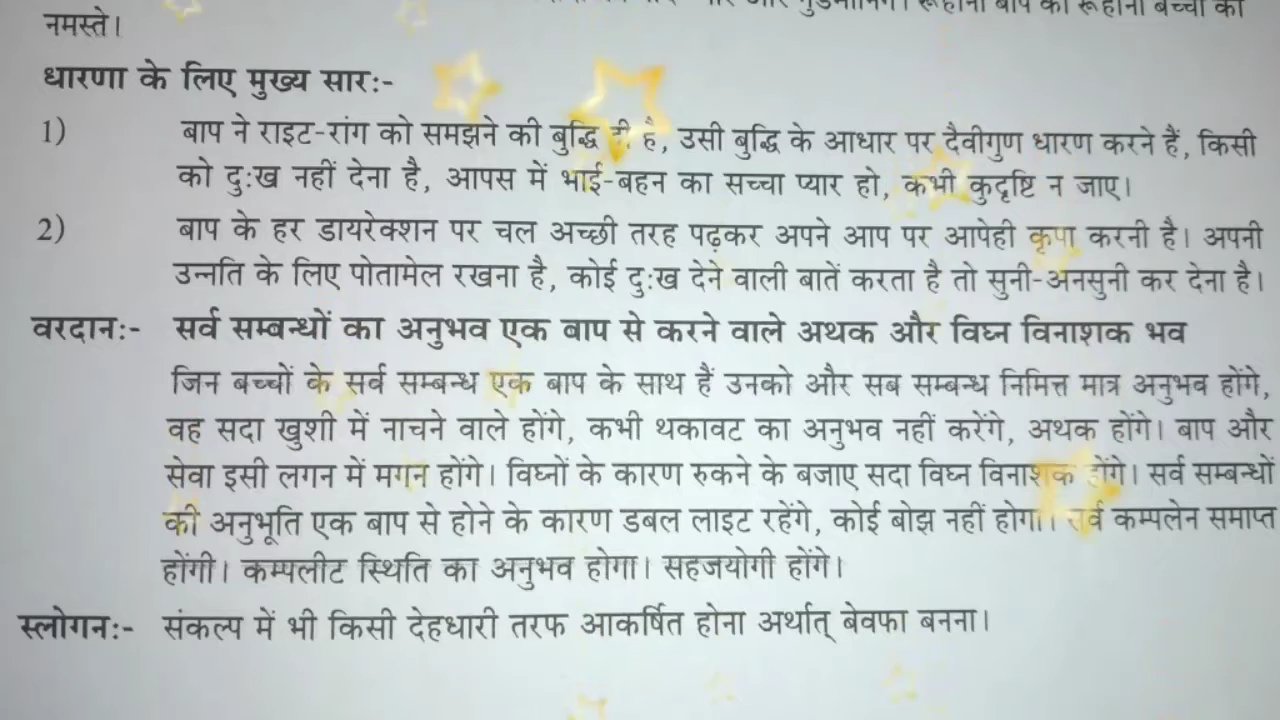 और गुडमॉर्निंग। रूहानी बाप की रूहानी बच्चों को
नमस्ते।
धारणा के लिए मुख्य सार:-
1) बाप ने राइट-रांग को समझने की बुद्धि दी है, उसी बुद्धि के आधार पर दैवीगुण धारण करने हैं, किसी
को दु:ख नहीं देना है, आपस में भाई-बहन का सच्चा प्यार हो, कभी कुदृष्टि न जाए।
2) बाप के हर डायरेक्शन पर चल अच्छी तरह पढ़कर अपने आप पर आपेही कृपा करनी है। अपनी
उन्नति के लिए पोतामेल रखना है, कोई दु:ख देने वाली बातें करता है तो सुनी-अनसुनी कर देना है।
वरदान:- सर्व सम्बन्धों का अनुभव एक बाप से करने वाले अथक और विघ्न विनाशक भव
जिन बच्चों के सर्व सम्बन्ध एक बाप के साथ हैं उनको और सब सम्बन्ध निमित्त मात्र अनुभव होंगे,
वह सदा खुशी में नाचने वाले होंगे, कभी थकावट का अनुभव नहीं करेंगे, अथक होंगे। बाप और
सेवा इसी लगन में मगन होंगे। विघ्नों के कारण रुकने के बजाए सदा विघ्न विनाशक होंगे। सर्व सम्बन्धों
की अनुभूति एक बाप से होने के कारण डबल लाइट रहेंगे, कोई बोझ नहीं होगा। सर्व कम्पलेन समाप्त
होंगी। कम्पलीट स्थिति का अनुभव होगा। सहजयोगी होंगे।
स्लोगन:- संकल्प में भी किसी देहधारी तरफ आकर्षित होना अर्थात् बेवफा बनना।